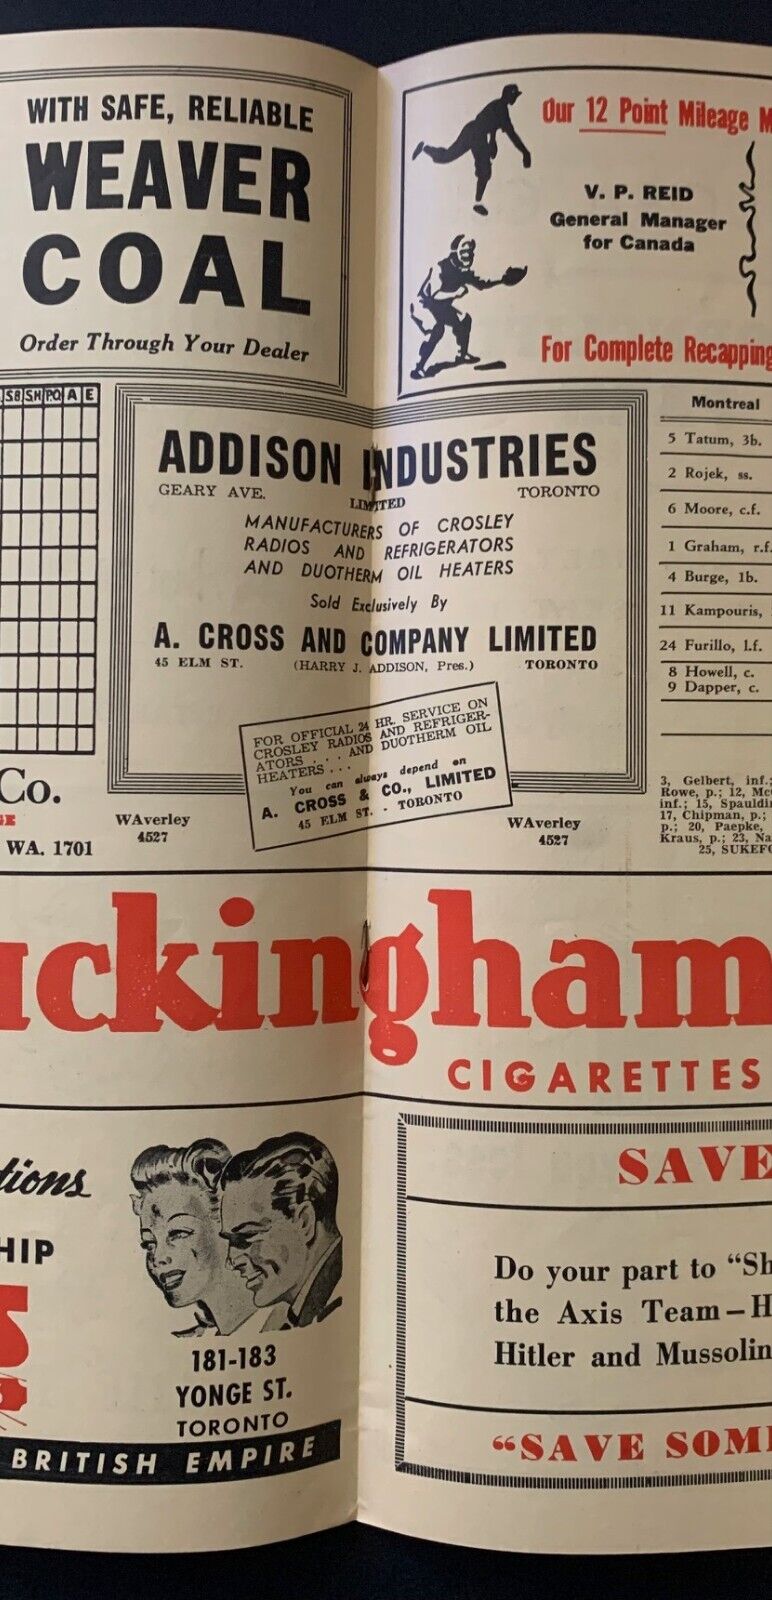 WITH SAFE, RELIABLE
WEAVER
COAL
Order Through Your Dealer
Our 12 Point Mileage
V. P. REID
General Manager
for Canada
For Complete Recapping
SB SH PO A E
ADDISON INDUSTRIES
GEARY AVE. LIMITED TORONTO
MANUFACTURERS OF CROSLEY
RADIOS AND REFRIGERATORS
AND DUOTHERM OIL HEATERS
Sold Exclusively By
A. CROSS AND COMPANY LIMITED
45 ELM ST. (HARRY J. ADDISON, Pres.) TORONTO
FOR OFFICIAL 24 HR. SERVICE ON
CROSLEY RADIOS AND REFRIGER-
ATORS . . . AND DUOTHERM OIL
HEATERS . . .
You can always depend on
A. CROSS & CO., LIMITED
45 ELM ST. - TORONTO
WAverley
4527
WAverley
4527
Co.
WA. 1701
Montreal
5 Tatum, 3b.
2 Rojek, ss.
6 Moore, c.f.
1 Graham, r.f.
4 Burge, 1b.
11 Kampouris,
24 Furillo, l.f.
8 Howell, c.
9 Dapper, c.
3, Gelbert, inf.;
Rowe, p.; 12,
inf.; 15,
17, Chipman, p.;
p.; 20, Paepke,
Kraus, p.; 23,
25,
uckingham
CIGARETTES
tions
HIP
181-183
YONGE ST.
TORONTO
BRITISH EMPIRE
SAVE
Do your part to "Sh
the Axis Team—H
Hitler and Mussolin
"SAVE SOM